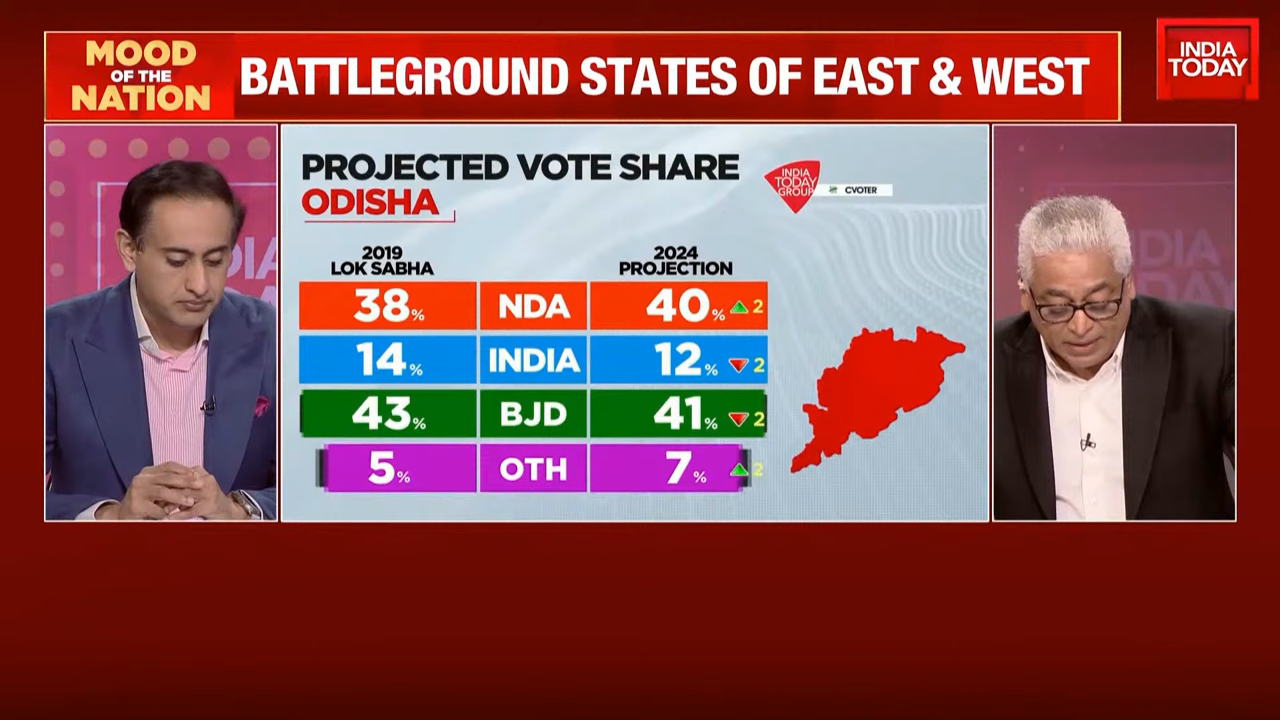 MOOD
OF THE
NATION
BATTLEGROUND STATES OF EAST & WEST
INDIA
TODAY
PROJECTED VOTE SHARE
ODISHA
INDIA
TODAY
GROUP
CVOTER
2019
LOK SABHA
2024
PROJECTION
38% NDA 40% 2
14% INDIA 12% 2
43% BJD 41% 2
5% OTH 7% 2